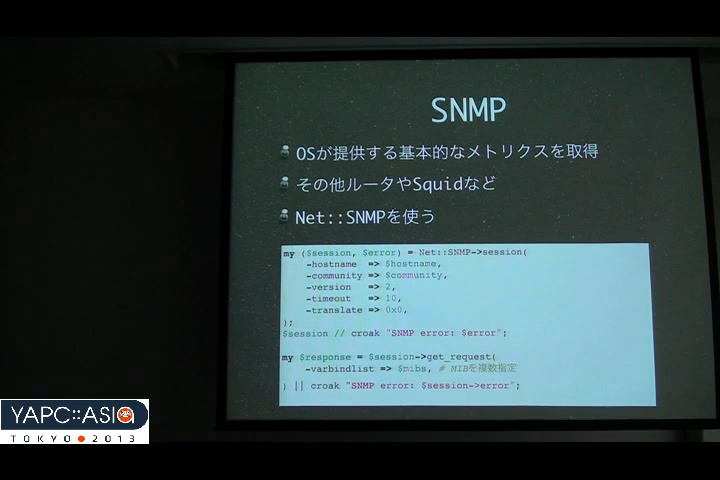 SNMP
OSが提供する基本的なメトリクスを取得
その他ルータやSquidなど
Net::SNMPを使う
my ($session, $error) = Net::SNMP->session(
-hostname => $hostname,
-community => $community,
-version => 2,
-timeout => 10,
-translate => 0x0,
);
$session // croak "SNMP error: $error";
my $response = $session->get_request(
-varbindlist => $mibs, # MIBを複数指定
) || croak "SNMP error: $session->error";
YAPC::ASIA
TOKYO 2013